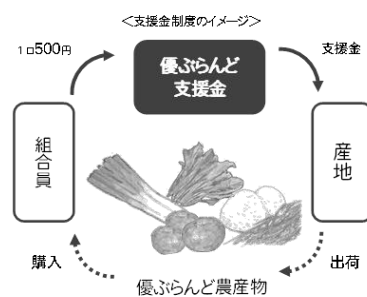 ＜支援金制度のイメージ＞
1口500円
優ぶらんど
支援金
支援金
組合員
産地
購入
出荷
優ぶらんど農産物